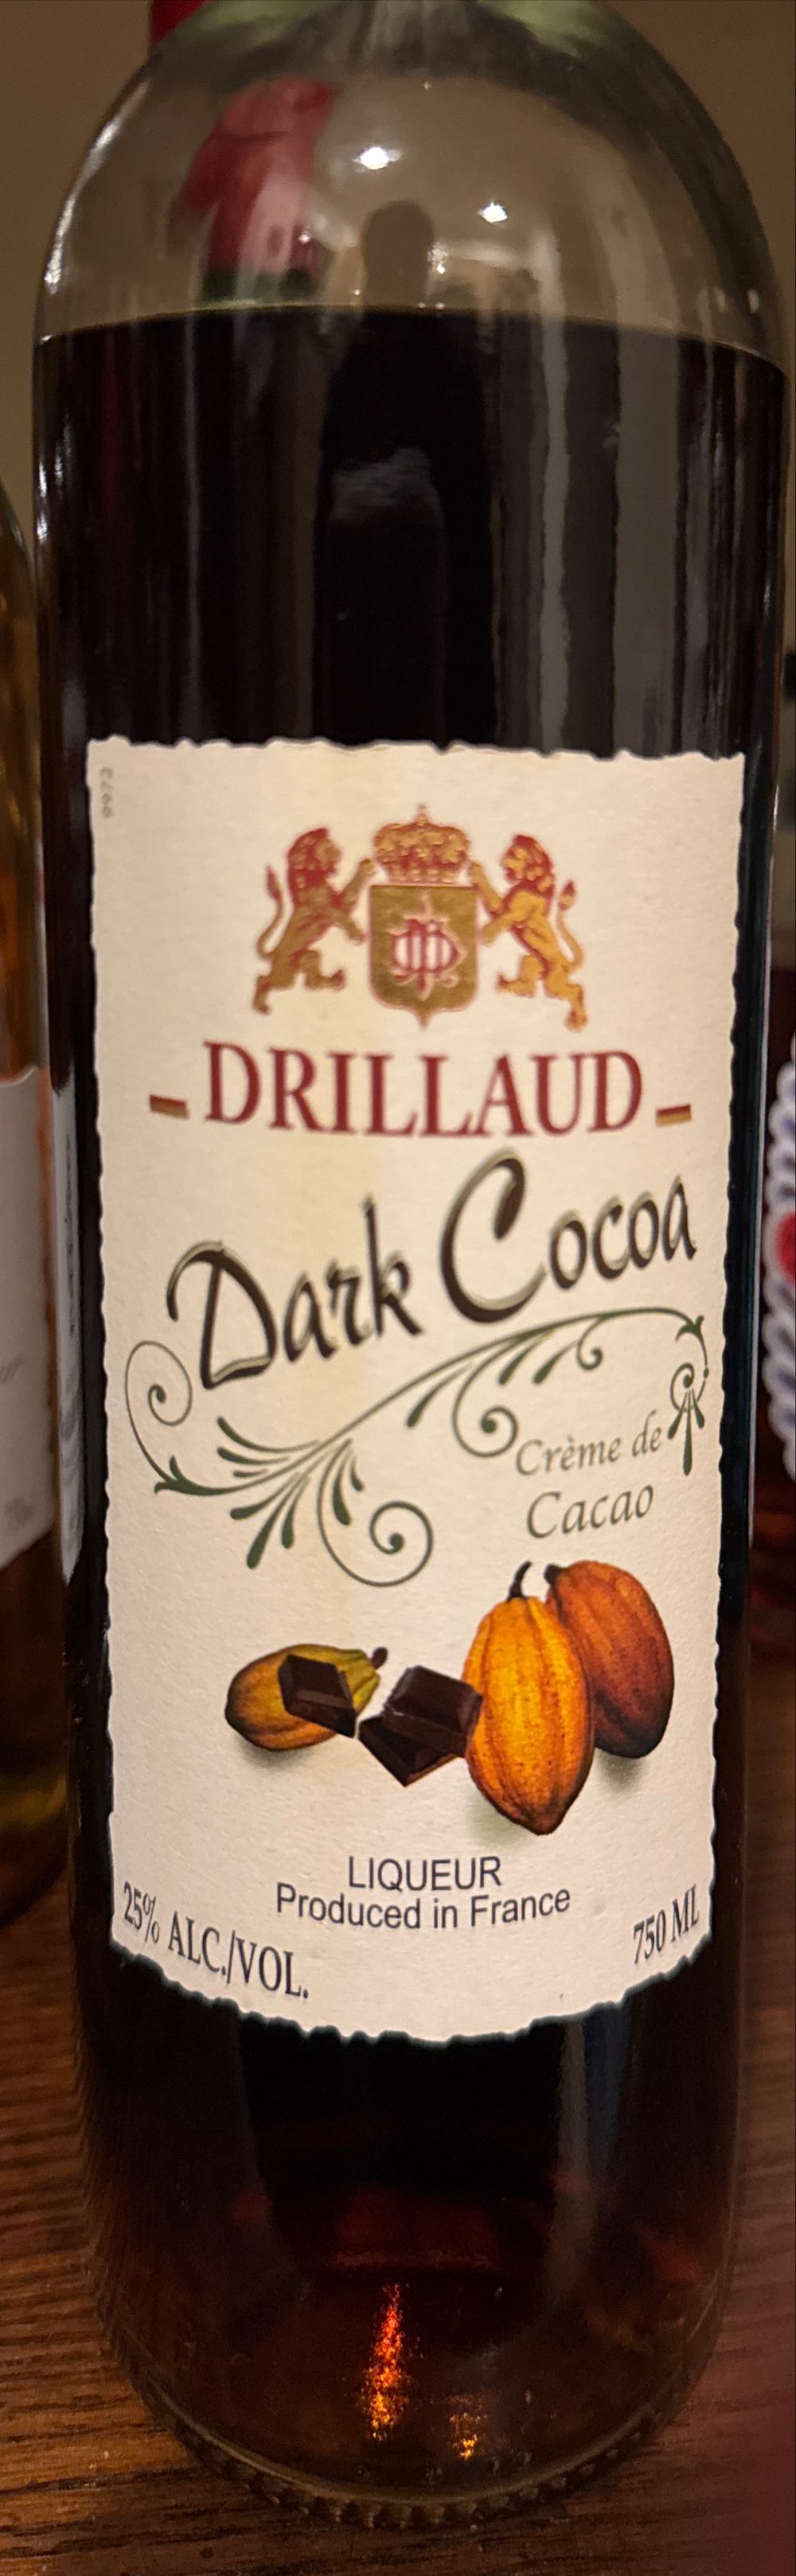 DRILLAUD
Dark Cocoa
Crème de
Cacao
LIQUEUR
Produced in France
25% ALC./VOL.
750 ML